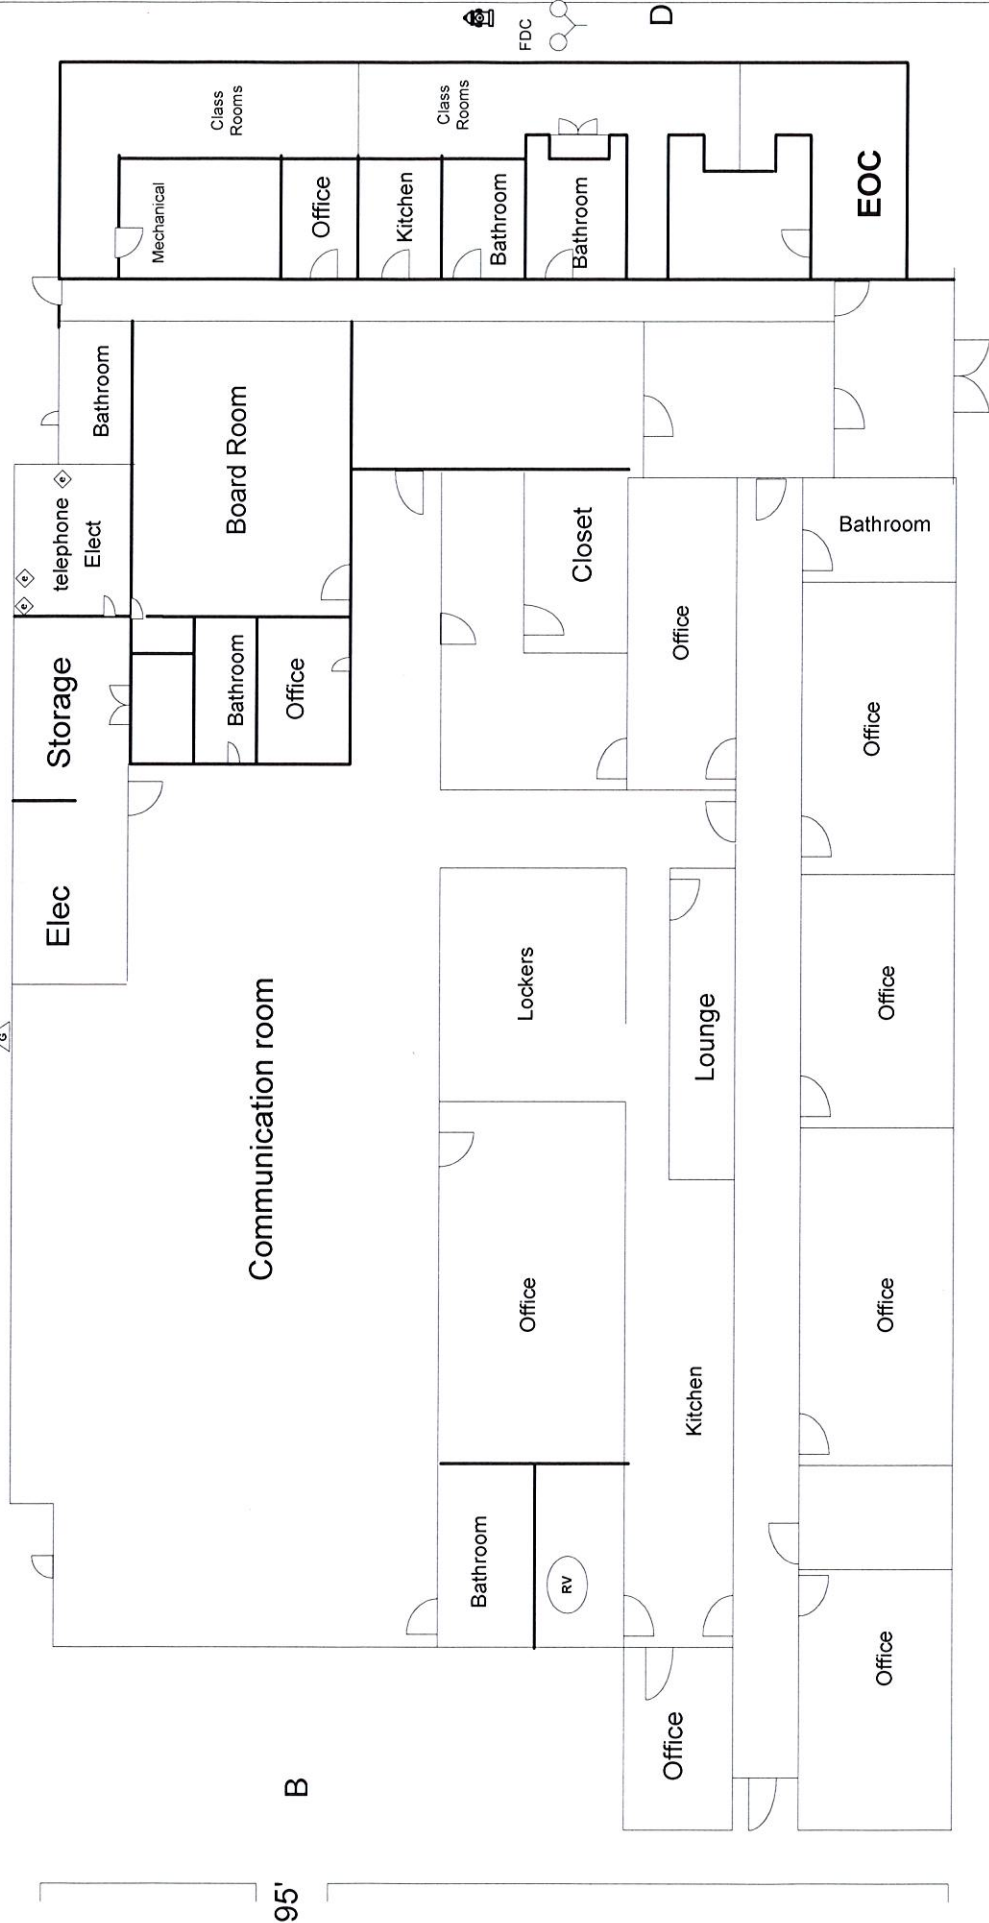 D
FDC
Class
Rooms
Class
Rooms
Mechanical
Office
Kitchen
Bathroom
Bathroom
EOC
Bathroom
Board Room
e
telephone
Elect
e
e
Closet
Bathroom
Office
Storage
Bathroom
Office
Office
Elec
G
Communication room
Lockers
Lounge
Office
Office
Kitchen
Office
Bathroom
RV
Office
Office
B
95'